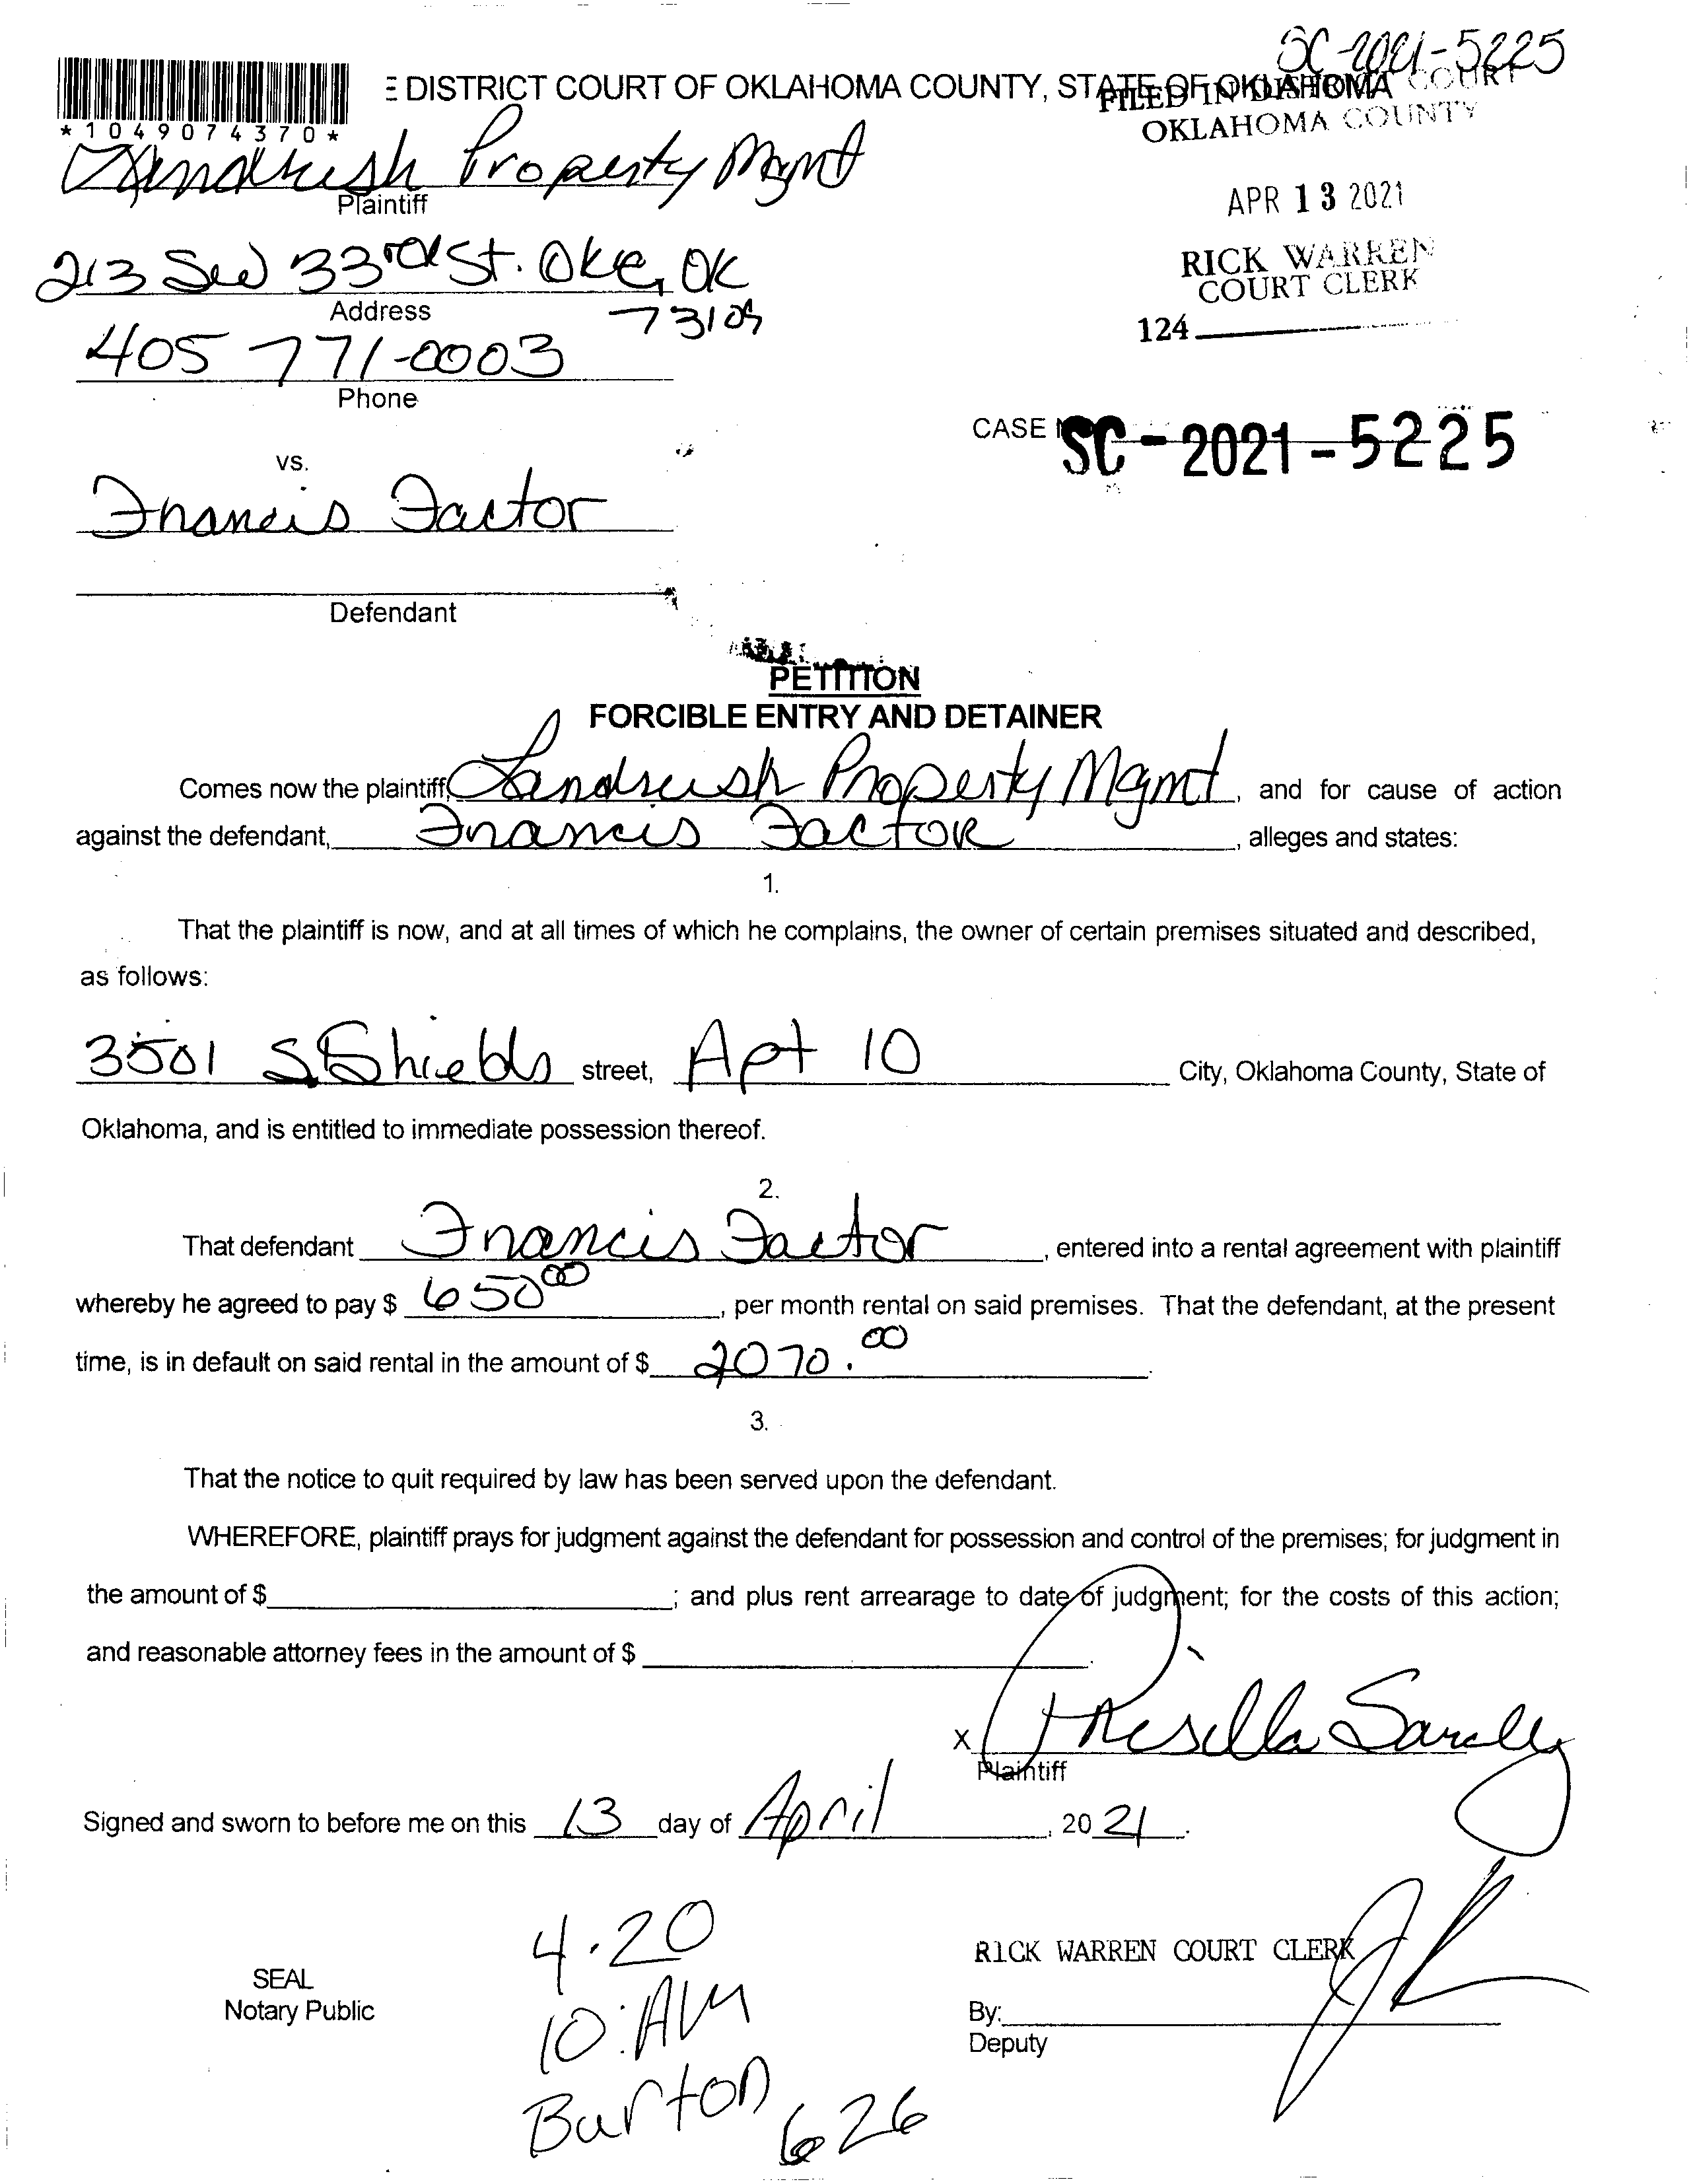 SC-2021-5225
E DISTRICT COURT OF OKLAHOMA COUNTY, STATE OF OKLAHOMA
FILED IN DISTRICT COURT
OKLAHOMA COUNTY
*1049074370*
Landrush Property Mgmt
Plaintiff
APR 13 2021
213 SW 33rd St. OKC, OK
Address
73109
RICK WARREN
COURT CLERK
124
405 771-0003
Phone
CASE SC-2021-5225
vs.
Francis Factor
Defendant
PETITION
FORCIBLE ENTRY AND DETAINER
Comes now the plaintiff, Landrush Property Mgmt, and for cause of action
against the defendant, Francis Factor, alleges and states:
1.
That the plaintiff is now, and at all times of which he complains, the owner of certain premises situated and described,
as follows:
3501 S. Shields street, Apt 10 City, Oklahoma County, State of
Oklahoma, and is entitled to immediate possession thereof.
2.
That defendant Francis Factor, entered into a rental agreement with plaintiff
whereby he agreed to pay $ 650 00, per month rental on said premises. That the defendant, at the present
time, is in default on said rental in the amount of $ 2070.00.
3.
That the notice to quit required by law has been served upon the defendant.
WHEREFORE, plaintiff prays for judgment against the defendant for possession and control of the premises; for judgment in
the amount of $ ; and plus rent arrearage to date of judgment; for the costs of this action;
and reasonable attorney fees in the amount of $ .
X Prisilla
Plaintiff
Signed and sworn to before me on this 13 day of April, 20 21.
4.20
10:AM
Burton
626
SEAL
Notary Public
RICK WARREN COURT CLERK
By:
Deputy